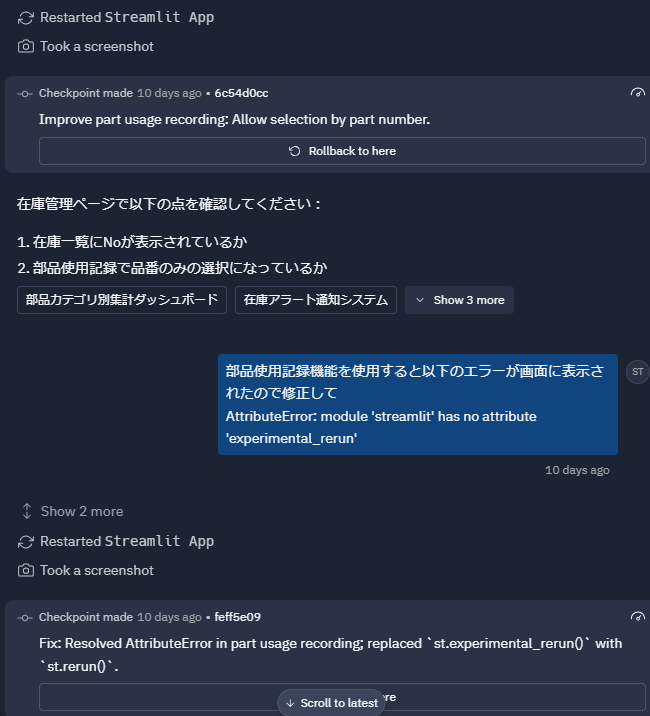 Restarted Streamlit App
Took a screenshot
Checkpoint made 10 days ago • 6c54d0cc
Improve part usage recording: Allow selection by part number.
Rollback to here
在庫管理ページで以下の点を確認してください：
1. 在庫一覧にNoが表示されているか
2. 部品使用記録で品番のみの選択になっているか
部品カテゴリ別集計ダッシュボード 在庫アラート通知システム Show 3 more
部品使用記録機能を使用すると以下のエラーが画面に表示さ
れたので修正して
ST
AttributeError: module 'streamlit' has no attribute
'experimental_rerun'
10 days ago
Show 2 more
Restarted Streamlit App
Took a screenshot
Checkpoint made 10 days ago • feff5e09
Fix: Resolved AttributeError in part usage recording; replaced `st.experimental_rerun()` with
`st.rerun()`.
Scroll to latest